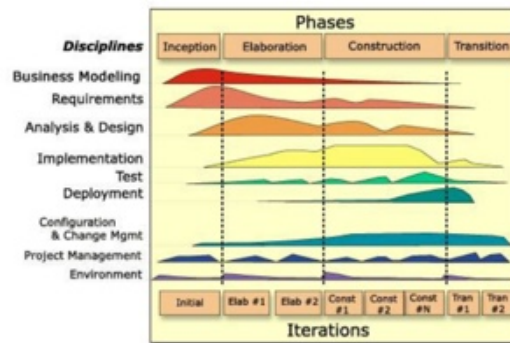 Phases
Disciplines
Inception
Elaboration
Construction
Transition
Business Modeling
Requirements
Analysis & Design
Implementation
Test
Deployment
Configuration
& Change Mgmt
Project Management
Environment
Initial
Elab #1
Elab #2
Const
#1
Const
#2
Const
#N
Tran
#1
Tran
#2
Iterations